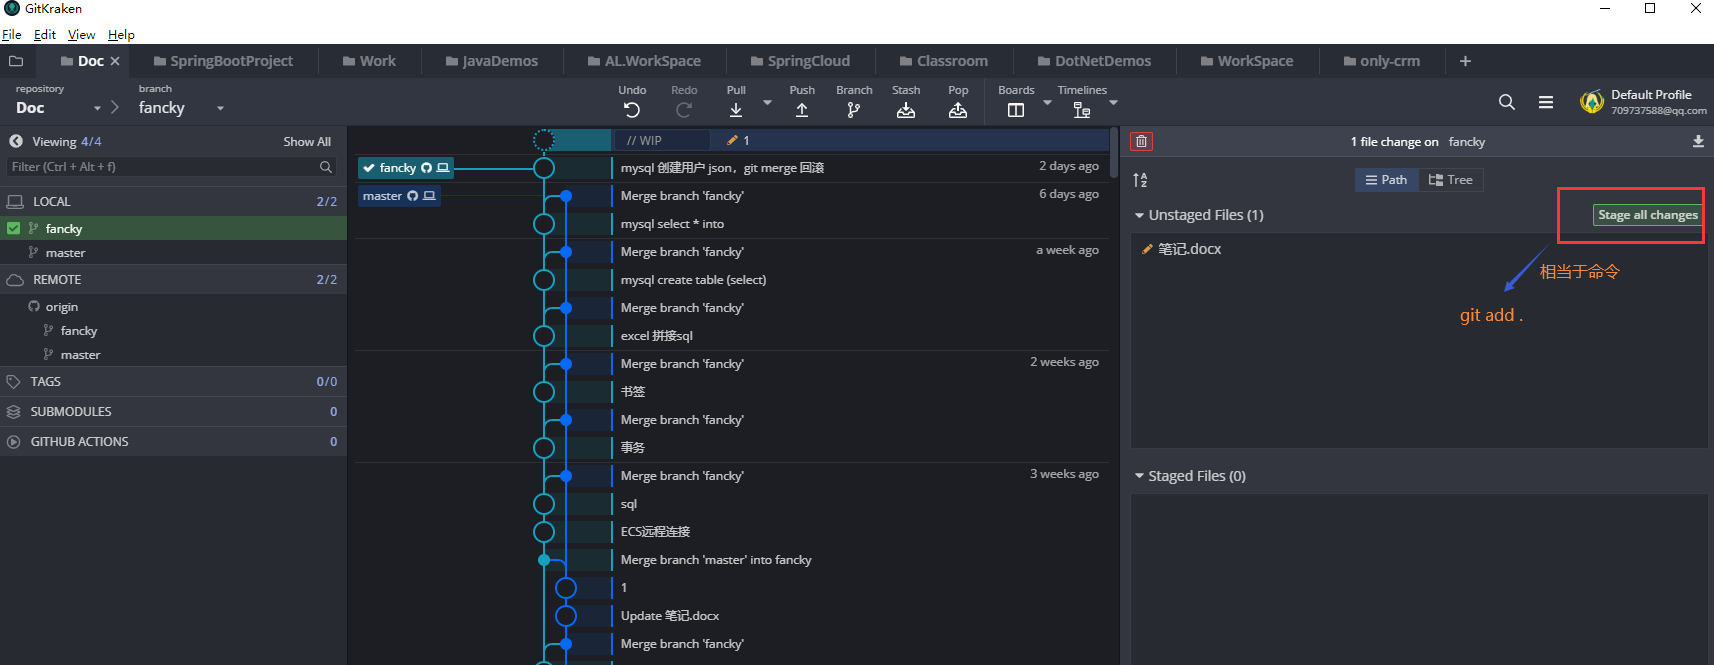 GitKraken
File Edit View Help
Doc SpringBootProject Work JavaDemos AL.WorkSpace SpringCloud Classroom DotNetDemos WorkSpace only-crm +
repository
Doc
branch
fancky
Undo Redo Pull Push Branch Stash Pop Boards Timelines
Default Profile
709737588@qq.com
Viewing 4/4 Show All
Filter (Ctrl + Alt + f)
LOCAL 2/2
fancky
master
REMOTE 2/2
origin
fancky
master
TAGS 0/0
SUBMODULES 0
GITHUB ACTIONS 0
// WIP 1
fancky mysql 创建用户 json，git merge 回滚 2 days ago
master Merge branch 'fancky' 6 days ago
mysql select * into
Merge branch 'fancky' a week ago
mysql create table (select)
Merge branch 'fancky'
excel 拼接sql
Merge branch 'fancky' 2 weeks ago
书签
Merge branch 'fancky'
事务
Merge branch 'fancky' 3 weeks ago
sql
ECS远程连接
Merge branch 'master' into fancky
1
Update 笔记.docx
Merge branch 'fancky'
1 file change on fancky
Path Tree
Unstaged Files (1) Stage all changes
笔记.docx
相当于命令
git add .
Staged Files (0)